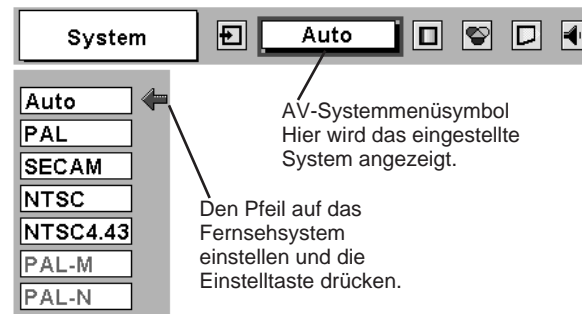 System
Auto
Auto
PAL
SECAM
NTSC
NTSC4.43
PAL-M
PAL-N
AV-Systemmenüsymbol
Hier wird das eingestellte
System angezeigt.
Den Pfeil auf das
Fernsehsystem
einstellen und die
Einstelltaste drücken.